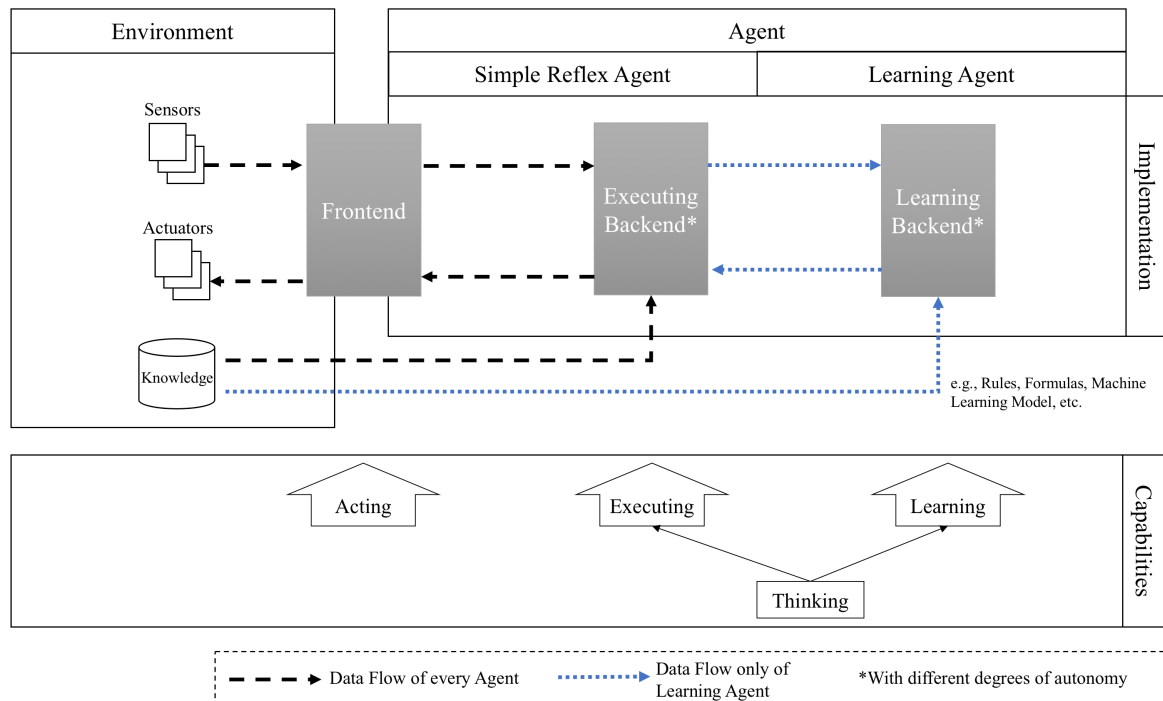 Environment
Agent
Simple Reflex Agent
Learning Agent
Sensors
Actuators
Knowledge
Frontend
Executing
Backend*
Learning
Backend*
Implementation
e.g., Rules, Formulas, Machine
Learning Model, etc.
Acting
Executing
Learning
Thinking
Capabilities
Data Flow of every Agent
Data Flow only of
Learning Agent
*With different degrees of autonomy